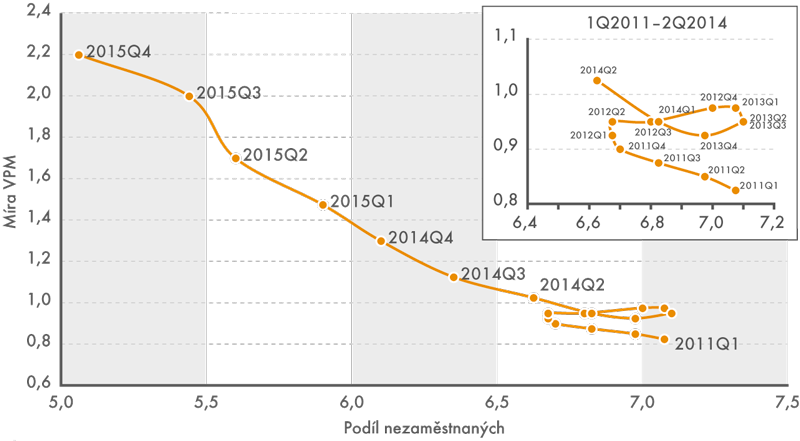 2,4
2,2
2,0
1,8
1,6
1,4
1,2
1,0
0,8
0,6
Míra VPM
5,0 5,5 6,0 6,5 7,0 7,5
Podíl nezaměstnaných
2015Q4
2015Q3
2015Q2
2015Q1
2014Q4
2014Q3
2014Q2
2011Q1
1Q2011–2Q2014
1,1
1,0
0,9
0,8
6,4 6,6 6,8 7,0 7,2
2014Q2
2012Q4
2013Q1
2012Q2
2014Q1
2013Q2
2013Q3
2012Q1
2012Q3
2011Q4
2013Q4
2011Q3
2011Q2
2011Q1